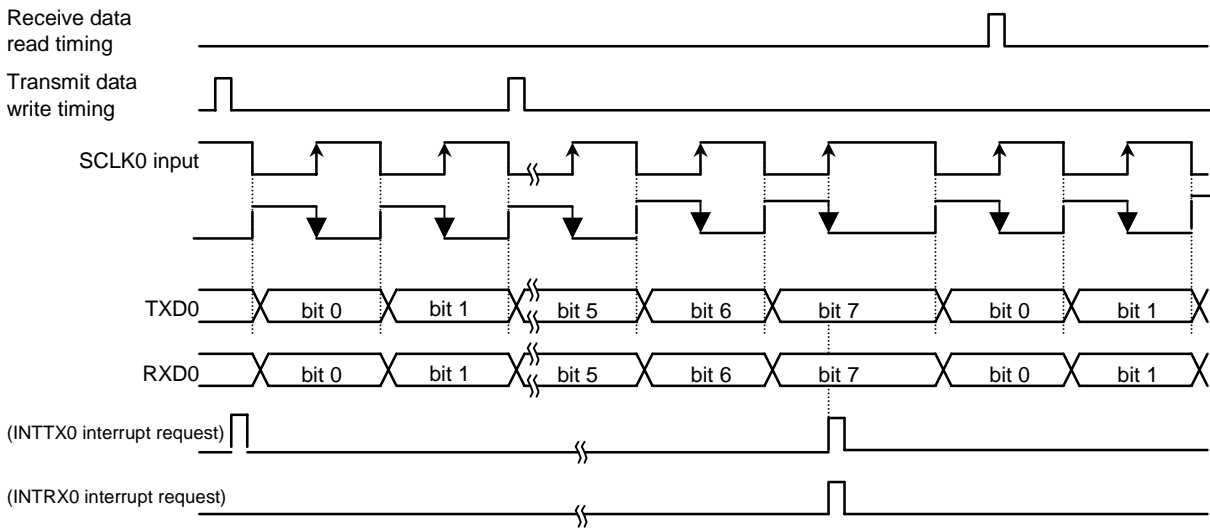 Receive data
read timing
Transmit data
write timing
SCLK0 input
TXD0
bit 0 bit 1 bit 5 bit 6 bit 7 bit 0 bit 1
RXD0
bit 0 bit 1 bit 5 bit 6 bit 7 bit 0 bit 1
(INTTX0 interrupt request)
(INTRX0 interrupt request)